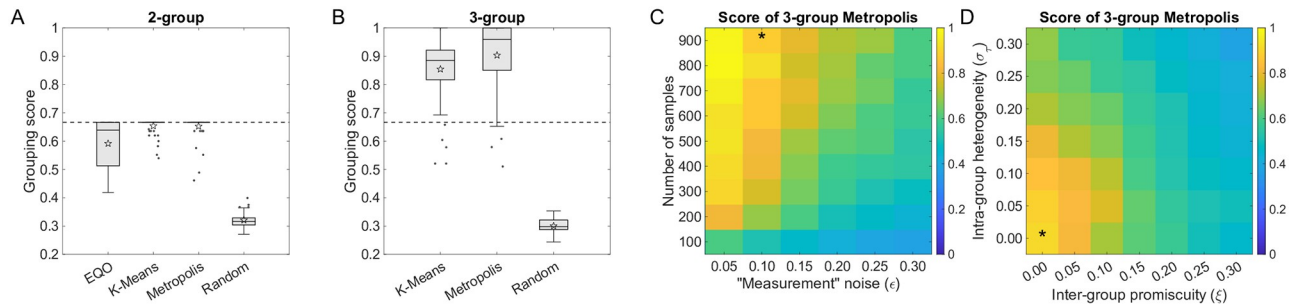 A
2-group
Grouping score
1
0.9
0.8
0.7
0.6
0.5
0.4
0.3
0.2
EQO
K-Means
Metropolis
Random
B
3-group
Grouping score
1
0.9
0.8
0.7
0.6
0.5
0.4
0.3
0.2
K-Means
Metropolis
Random
C
Score of 3-group Metropolis
Number of samples
900
800
700
600
500
400
300
200
100
*
0.05
0.10
0.15
0.20
0.25
0.30
"Measurement" noise (ϵ)
1
0.8
0.6
0.4
0.2
0
D
Score of 3-group Metropolis
Intra-group heterogeneity (στ)
0.30
0.25
0.20
0.15
0.10
0.05
0.00
*
0.00
0.05
0.10
0.15
0.20
0.25
0.30
Inter-group promiscuity (ξ)
1
0.8
0.6
0.4
0.2
0